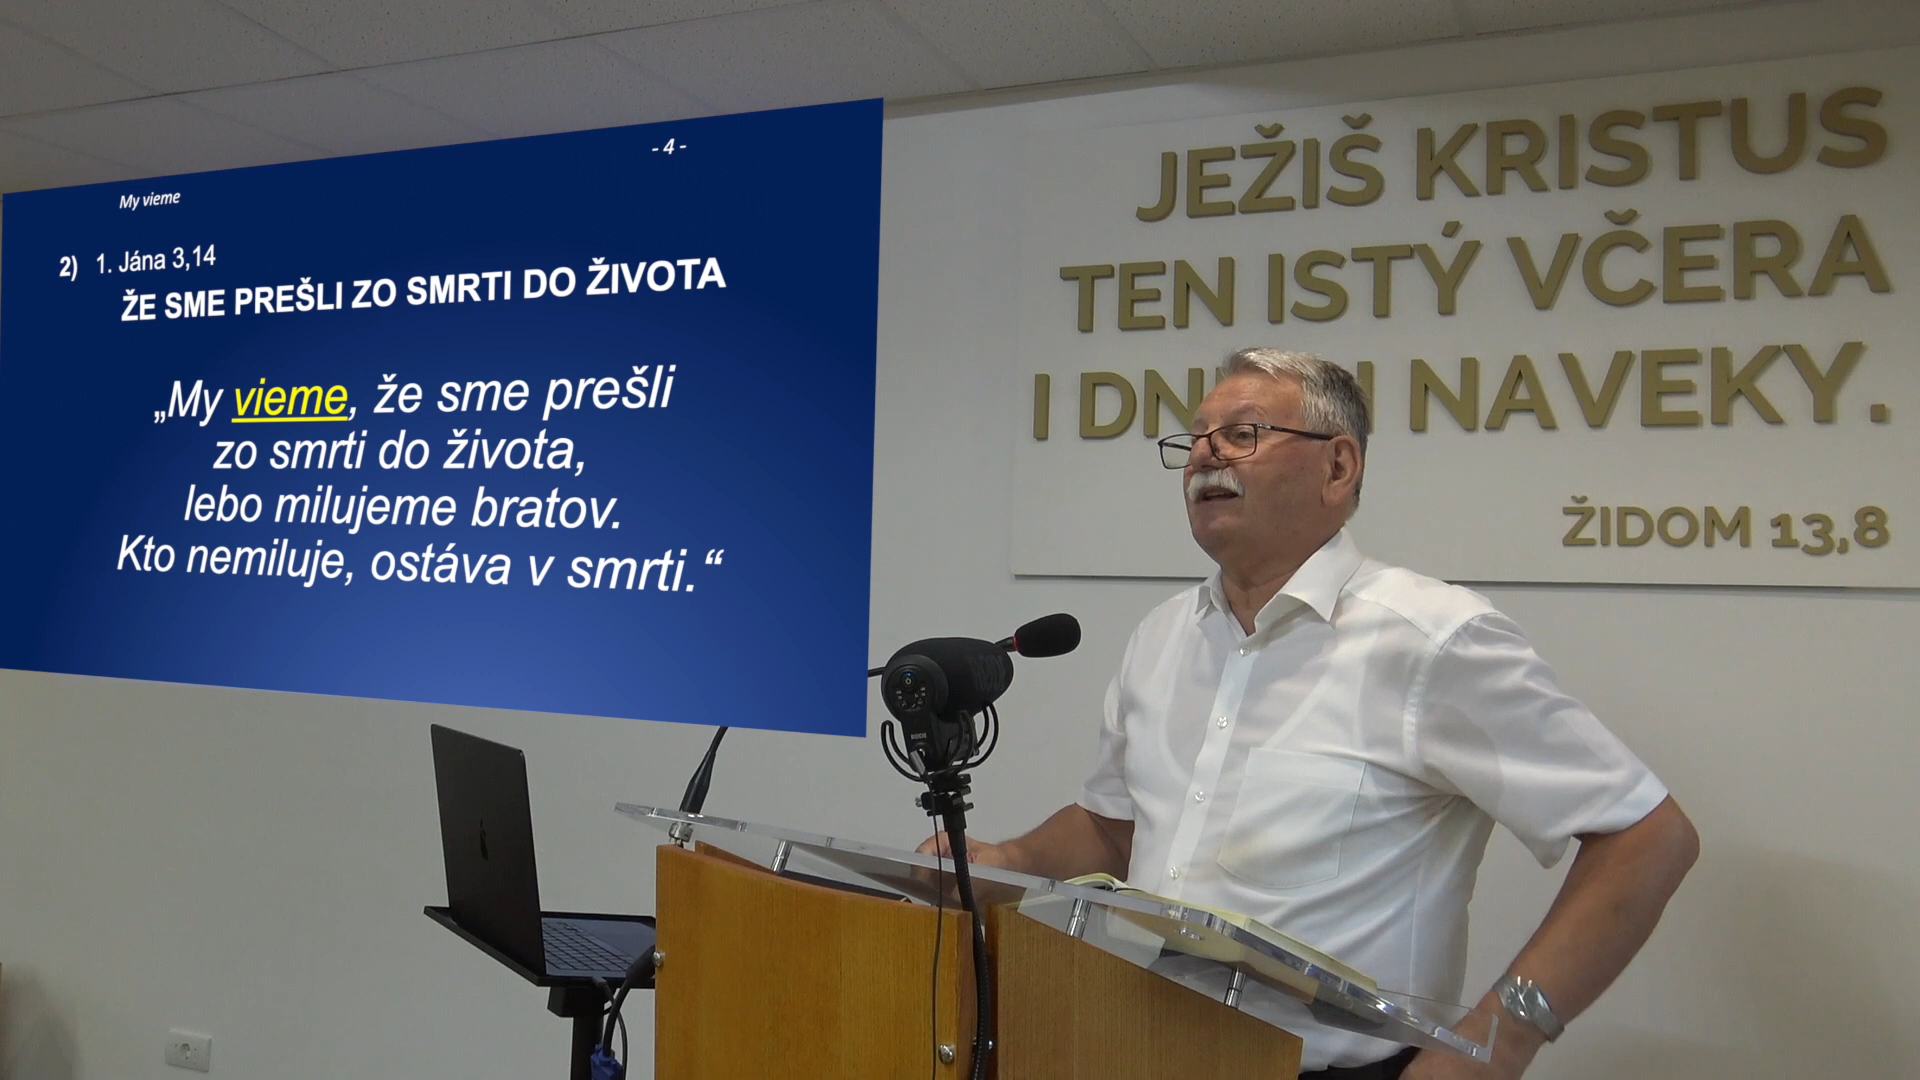 - 4 -
My vieme
2) 1. Jána 3,14
ŽE SME PREŠLI ZO SMRTI DO ŽIVOTA
„My vieme, že sme prešli
zo smrti do života,
lebo milujeme bratov.
Kto nemiluje, ostáva v smrti.“
JEŽIŠ KRISTUS
TEN ISTÝ VČERA
I NAVEKY.
ŽIDOM 13,8